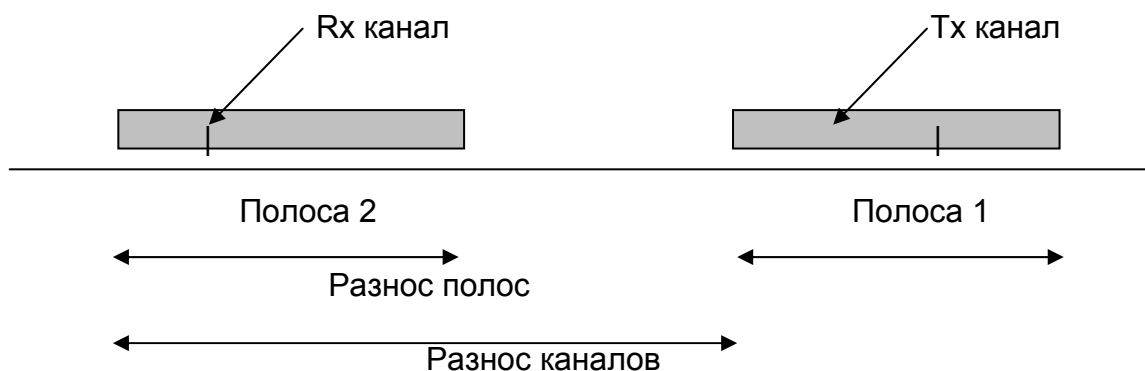 Rx канал
Tx канал
Полоса 2
Полоса 1
Разнос полос
Разнос каналов